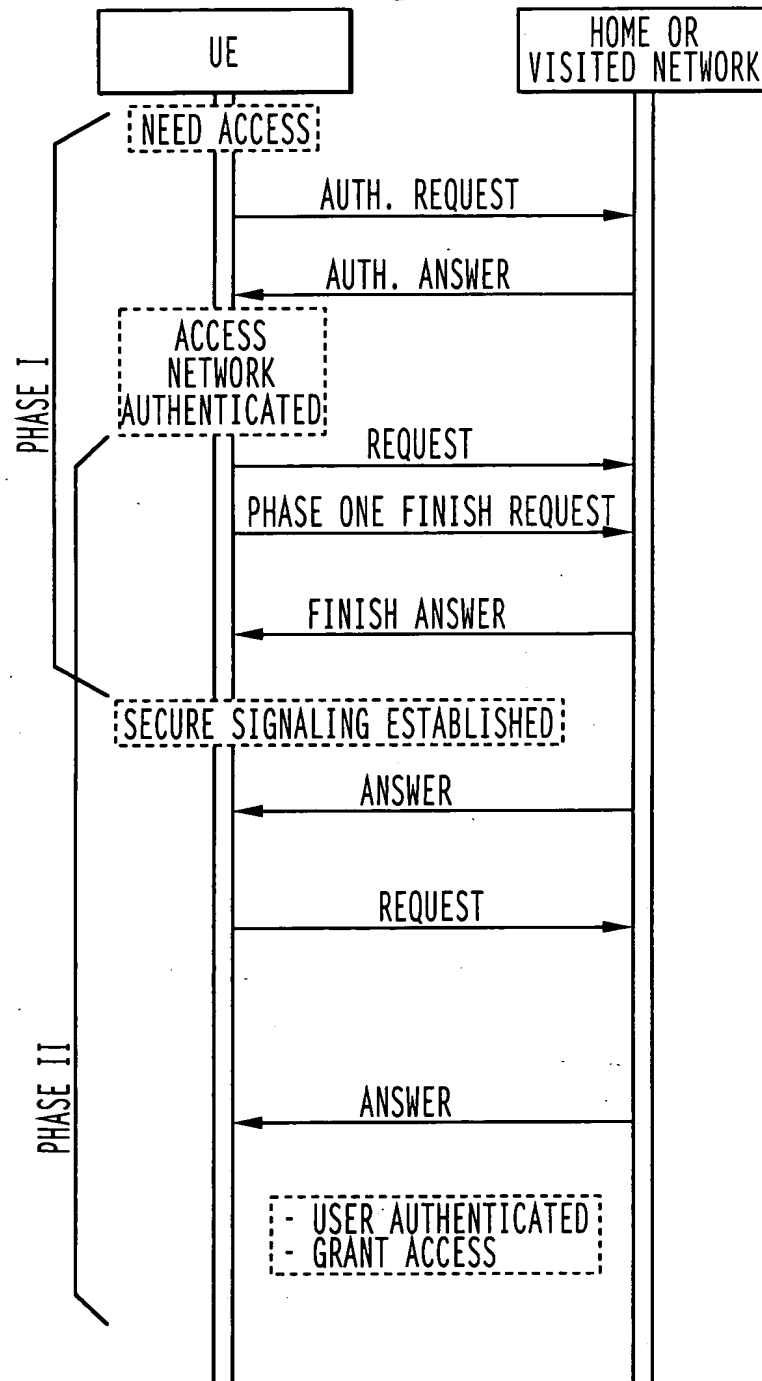 UE
HOME OR
VISITED NETWORK
NEED ACCESS
AUTH. REQUEST
AUTH. ANSWER
ACCESS
NETWORK
AUTHENTICATED
PHASE I
REQUEST
PHASE ONE FINISH REQUEST
FINISH ANSWER
SECURE SIGNALING ESTABLISHED
ANSWER
REQUEST
PHASE II
ANSWER
- USER AUTHENTICATED
- GRANT ACCESS